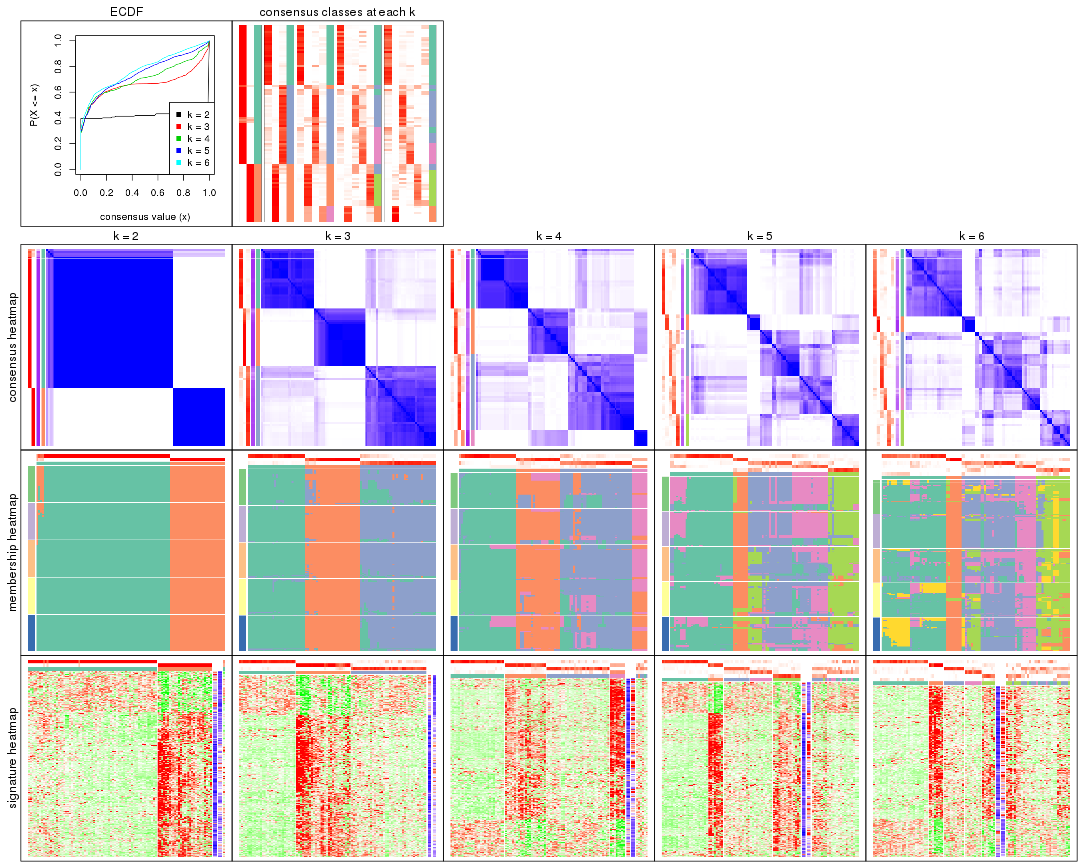 ECDF
consensus classes at each k
P(X <= x)
0.0 0.2 0.4 0.6 0.8 1.0
k = 2
k = 3
k = 4
k = 5
k = 6
0.0 0.2 0.4 0.6 0.8 1.0
consensus value (x)
k = 2 k = 3 k = 4 k = 5 k = 6
consensus heatmap
membership heatmap
signature heatmap